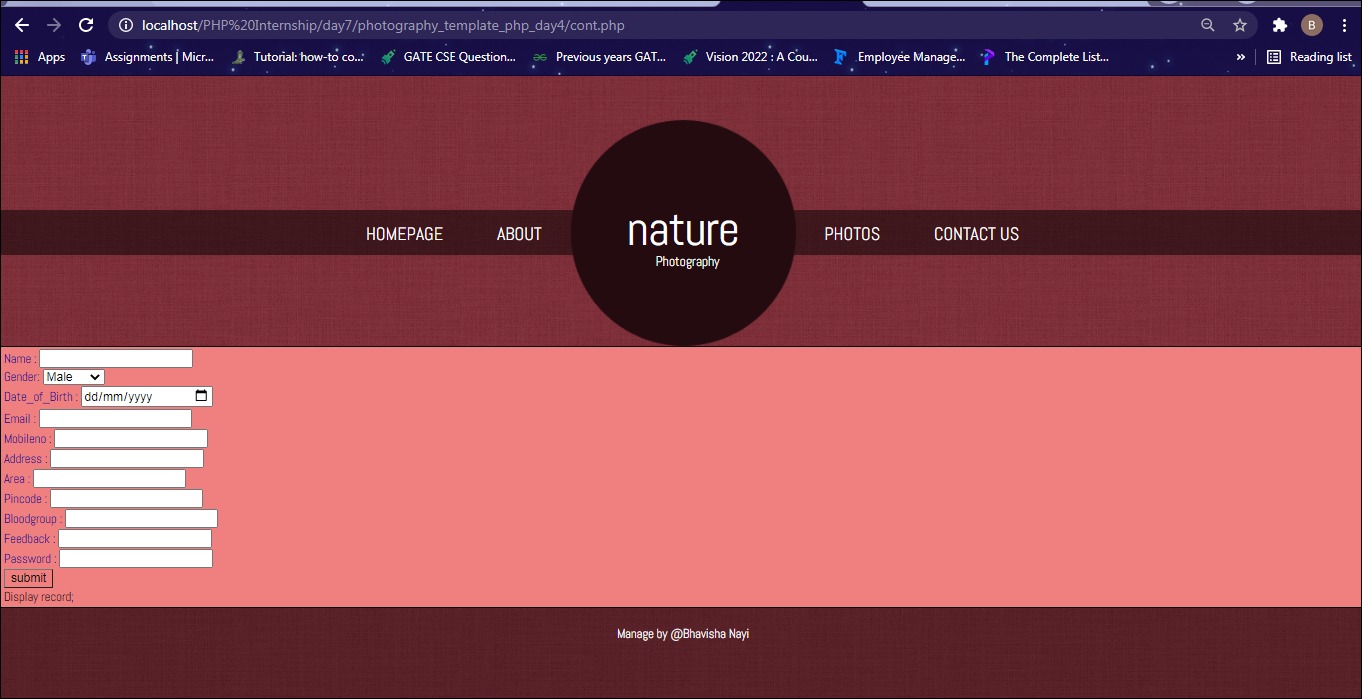 localhost/PHP%20Internship/day7/photography_template_php_day4/cont.php
B
Apps Assignments | Micr... Tutorial: how-to co... GATE CSE Question... Previous years GAT... Vision 2022 : A Cou... Employee Manage... The Complete List... » Reading list
HOMEPAGE ABOUT nature PHOTOS CONTACT US
Photography
Name :
Gender: Male
Date_of_Birth : dd/mm/yyyy
Email :
Mobileno :
Address :
Area :
Pincode :
Bloodgroup :
Feedback :
Password :
submit
Display record;
Manage by @Bhavisha Nayi